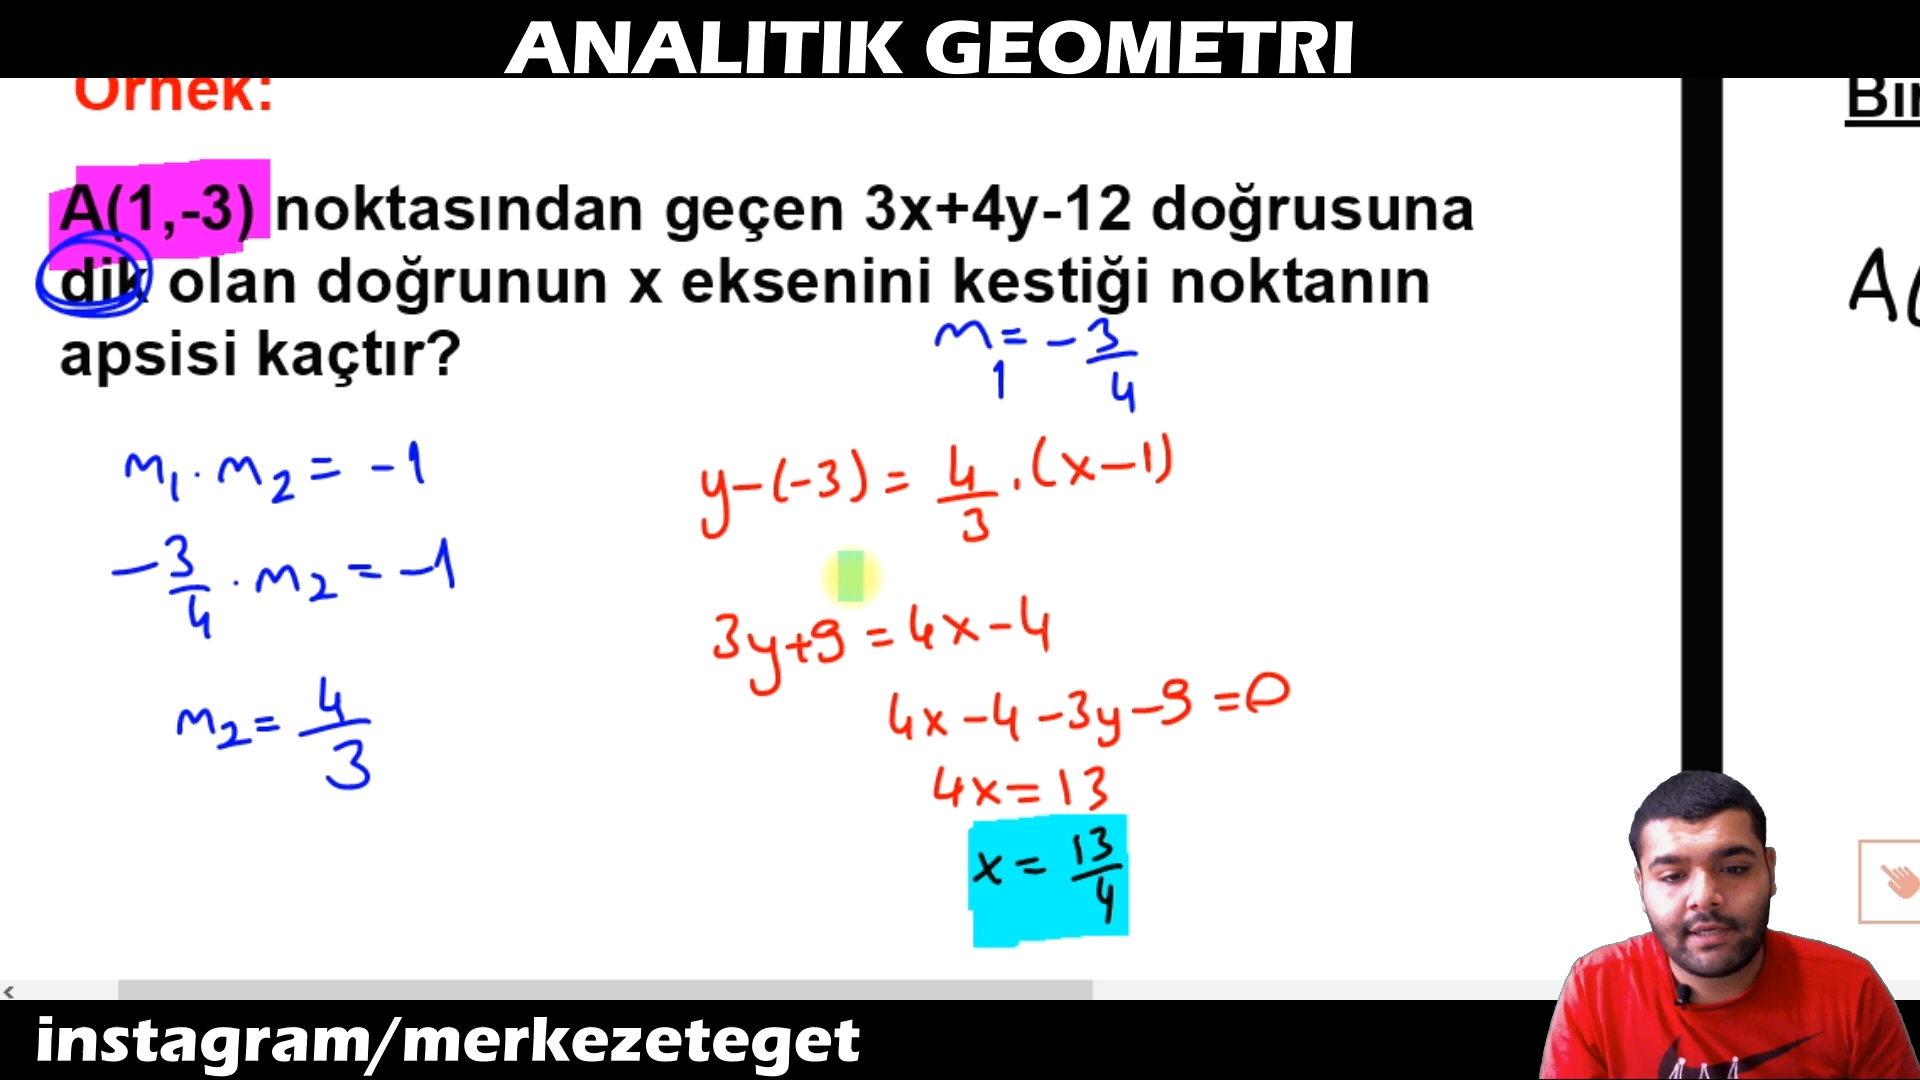 ANALITIK GEOMETRI
Örnek:
A(1,-3) noktasından geçen 3x+4y-12 doğrusuna
dik olan doğrunun x eksenini kestiği noktanın
apsisi kaçtır?
m₁ = -3/4
m₁ · m₂ = -1
-3/4 · m₂ = -1
m₂ = 4/3
y-(-3) = 4/3 · (x-1)
3y+9 = 4x-4
4x-4-3y-9 = 0
4x = 13
x = 13/4
A(
instagram/merkezeteget